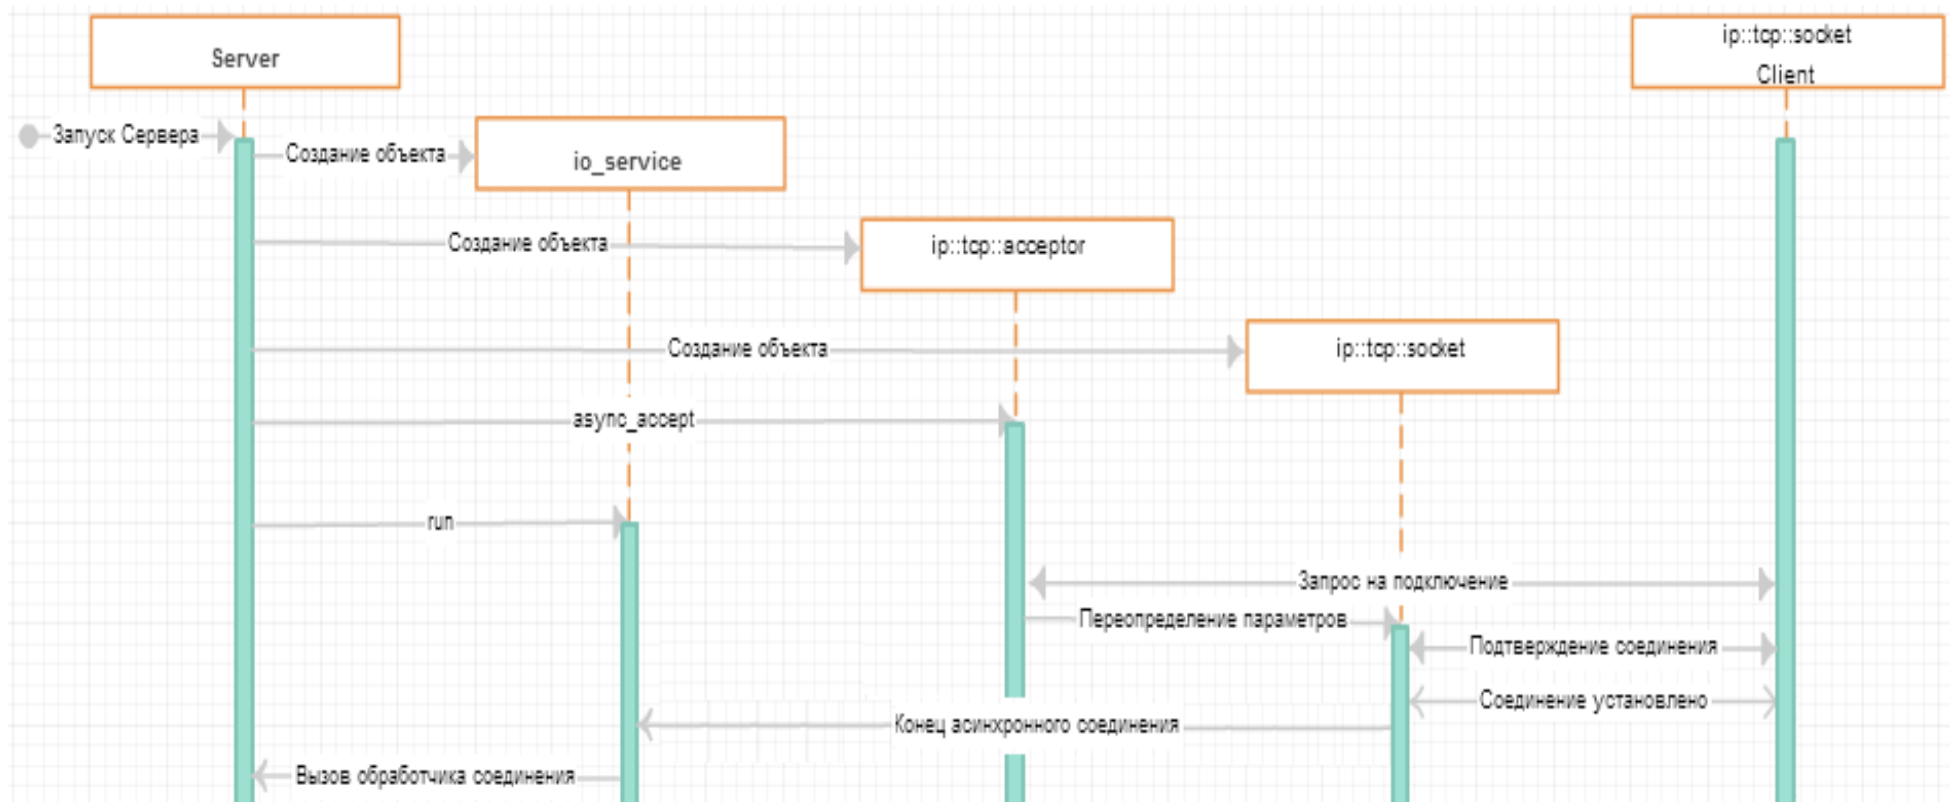 Server
ip::tcp::socket
Client
Запуск Сервера
Создание объекта
io_service
Создание объекта
ip::tcp::acceptor
Создание объекта
ip::tcp::socket
async_accept
run
Запрос на подключение
Переопределение параметров
Подтверждение соединения
Соединение установлено
Конец асинхронного соединения
Вызов обработчика соединения